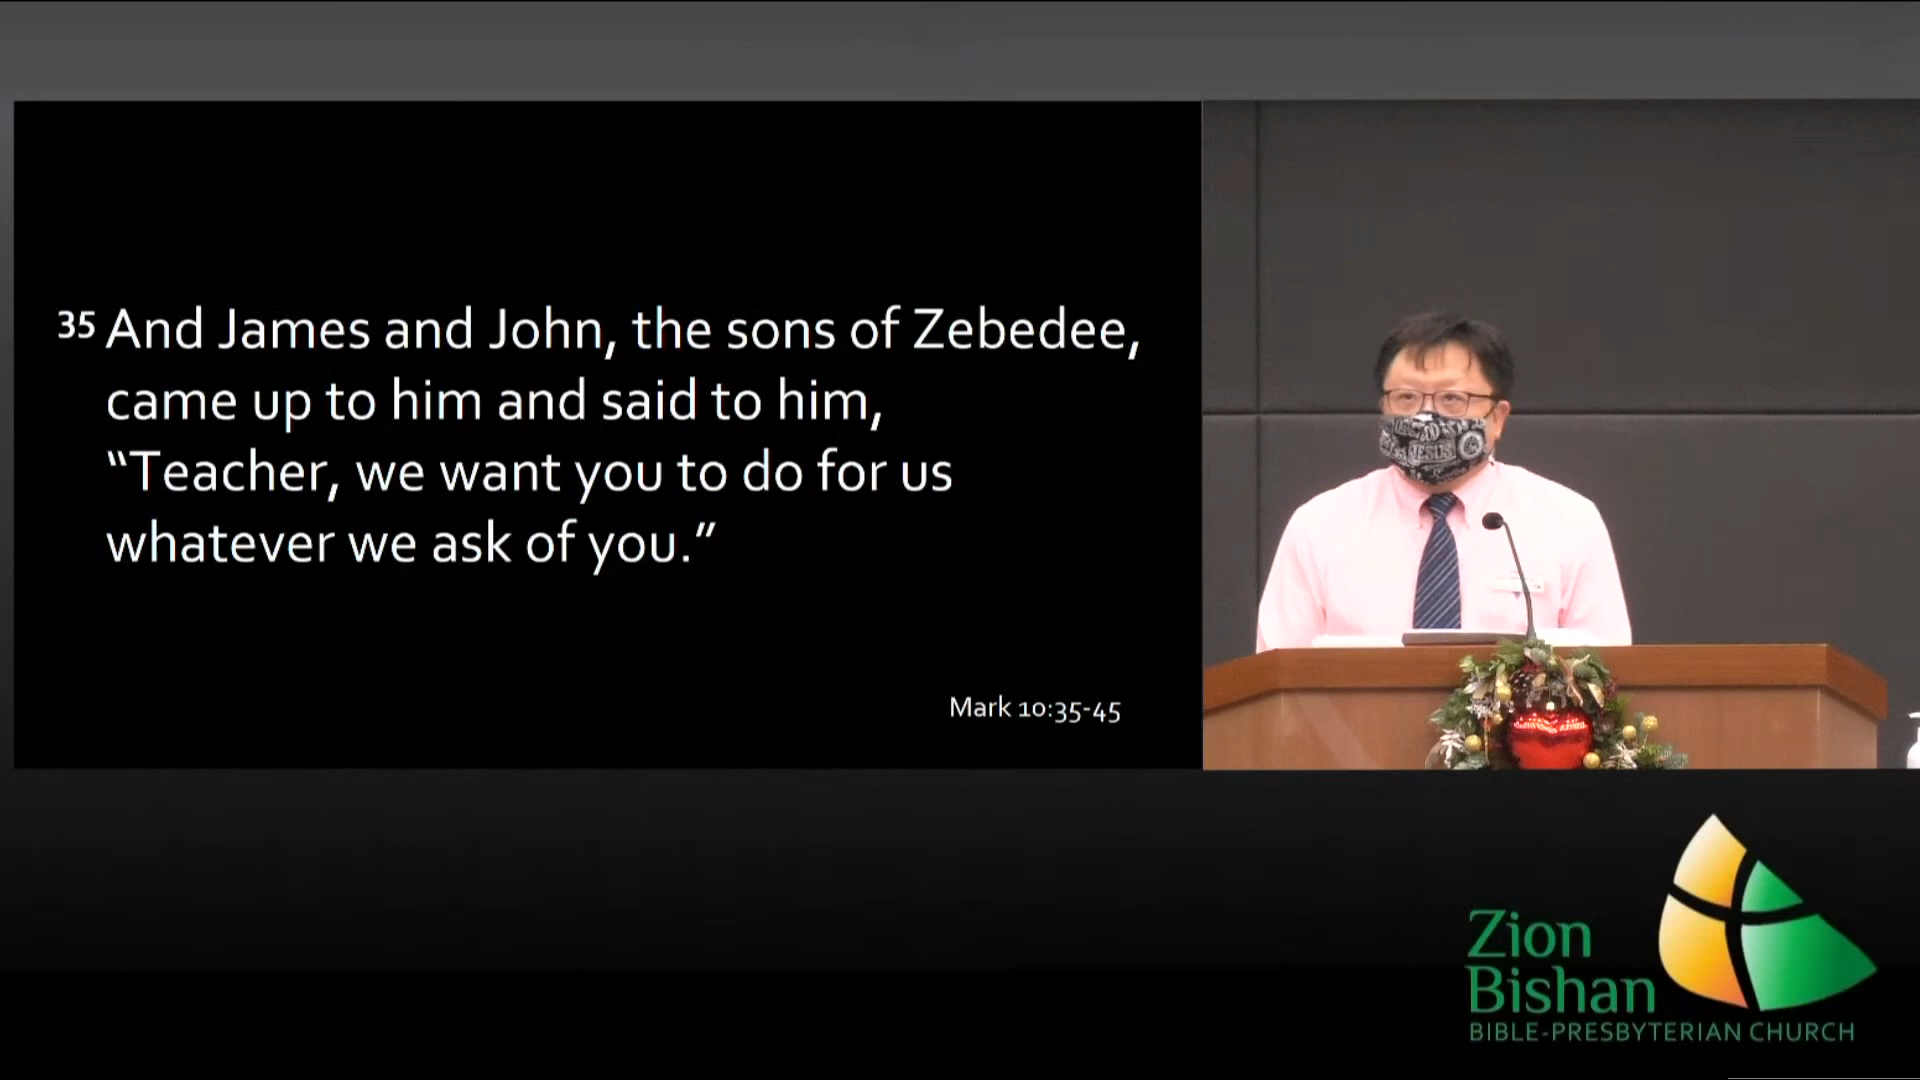 35 And James and John, the sons of Zebedee,
came up to him and said to him,
“Teacher, we want you to do for us
whatever we ask of you.”
Mark 10:35-45
JESUS
Zion
Bishan
BIBLE-PRESBYTERIAN CHURCH